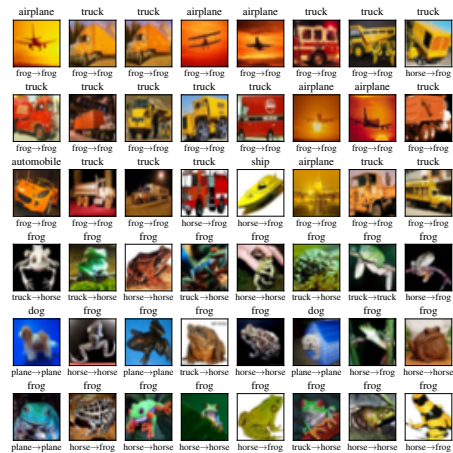 airplane truck truck airplane airplane truck truck truck
frog→frog frog→frog frog→frog frog→frog frog→frog frog→frog frog→frog horse→frog
truck truck truck truck truck airplane airplane truck
frog→frog frog→frog frog→frog frog→frog frog→frog frog→frog frog→frog frog→frog
automobile truck truck truck ship airplane truck truck
frog→frog frog→frog frog→frog horse→frog horse→frog frog→frog frog→frog frog→frog
frog frog frog frog frog frog frog frog
truck→horse truck→horse horse→horse truck→horse horse→horse truck→horse truck→truck horse→frog
dog frog frog frog frog dog frog frog
plane→plane horse→horse plane→plane truck→horse horse→horse plane→plane horse→frog horse→horse
frog frog frog frog frog frog frog frog
plane→plane horse→frog horse→horse horse→horse horse→frog truck→horse horse→horse horse→frog